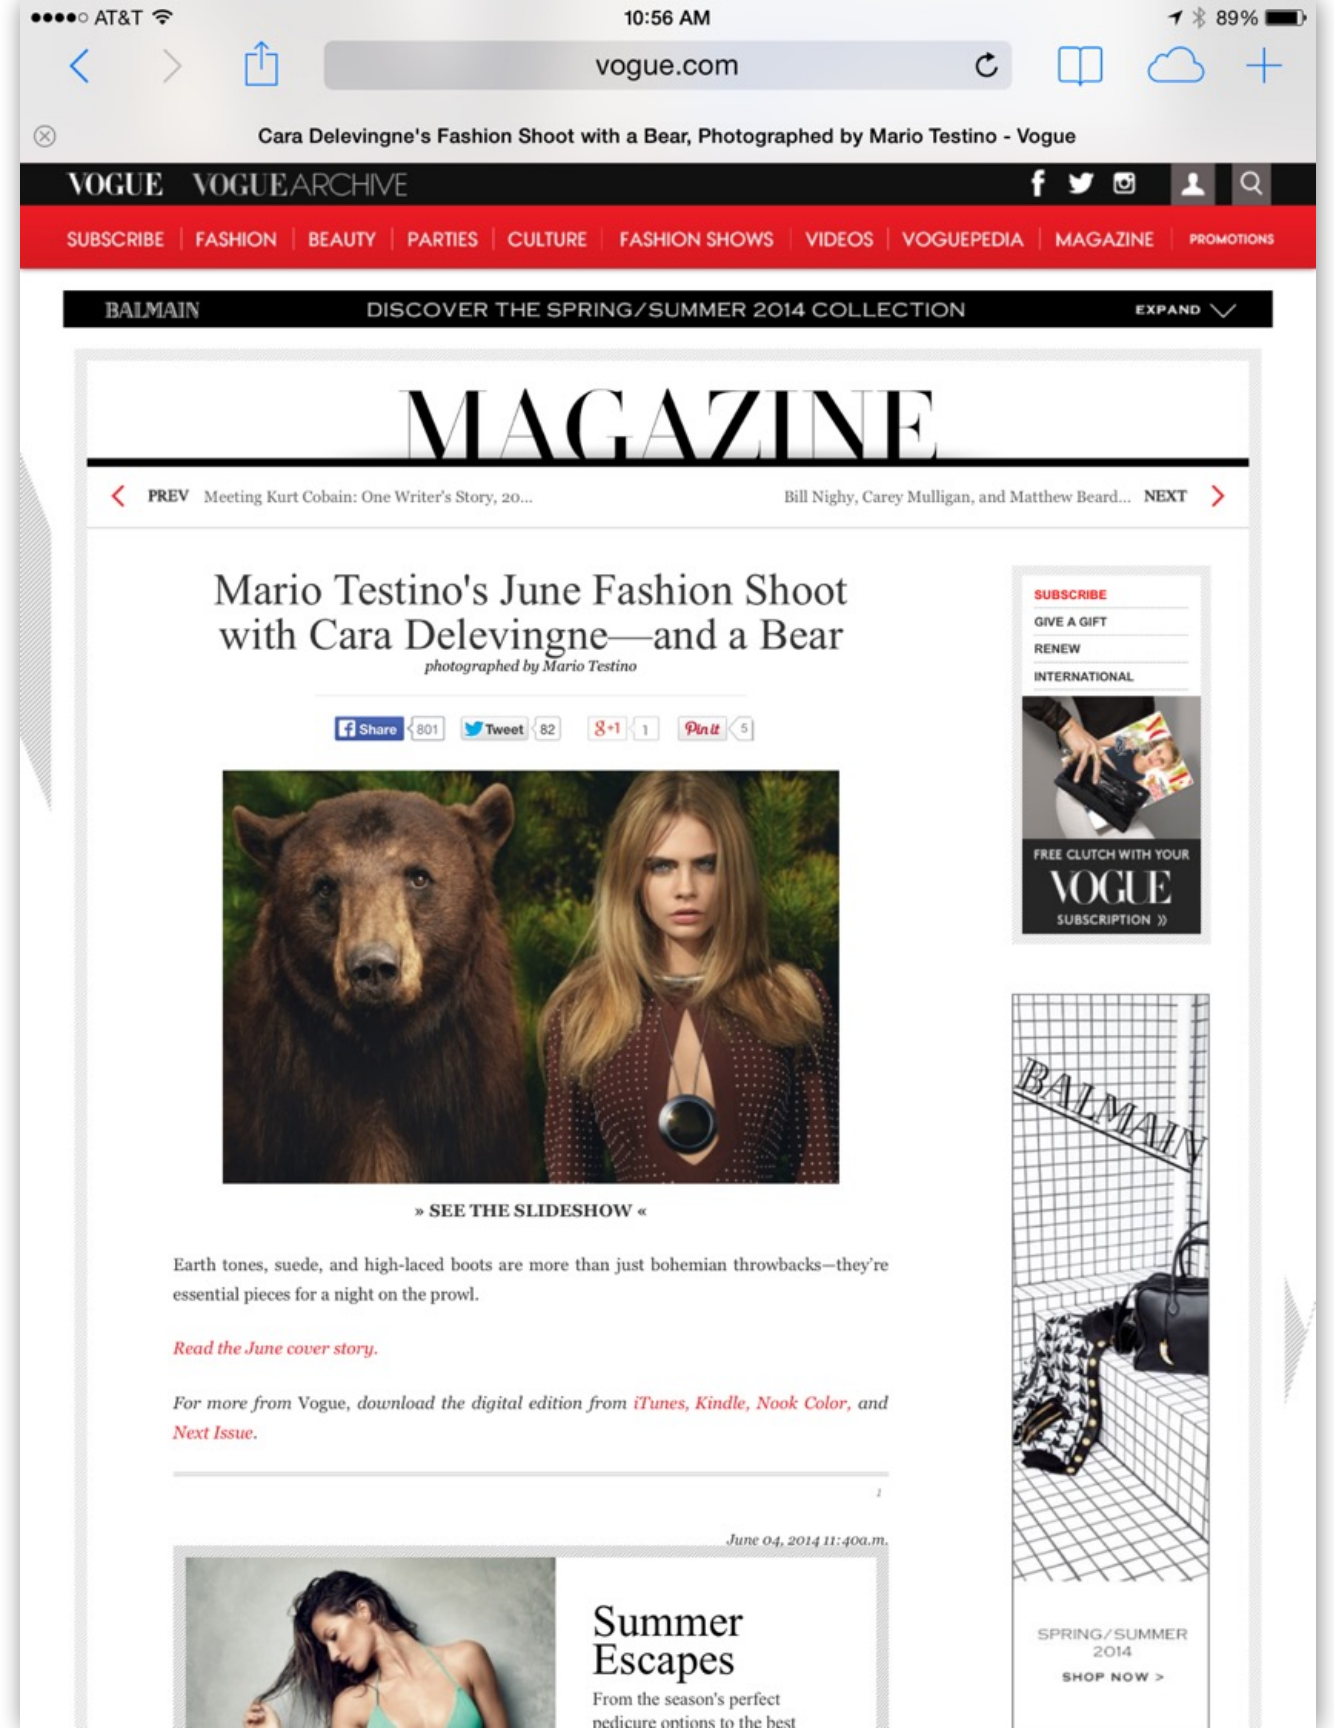 AT&T 10:56 AM 89%
vogue.com
Cara Delevingne's Fashion Shoot with a Bear, Photographed by Mario Testino - Vogue
VOGUE VOGUE ARCHIVE
SUBSCRIBE FASHION BEAUTY PARTIES CULTURE FASHION SHOWS VIDEOS VOGUEPEDIA MAGAZINE PROMOTIONS
BALMAIN DISCOVER THE SPRING/SUMMER 2014 COLLECTION EXPAND
MAGAZINE
PREV Meeting Kurt Cobain: One Writer's Story, 20... Bill Nighy, Carey Mulligan, and Matthew Beard... NEXT
Mario Testino's June Fashion Shoot
with Cara Delevingne—and a Bear
photographed by Mario Testino
Share 801 Tweet 82 g+1 1 Pin it 5
» SEE THE SLIDESHOW «
Earth tones, suede, and high-laced boots are more than just bohemian throwbacks—they're
essential pieces for a night on the prowl.
Read the June cover story.
For more from Vogue, download the digital edition from iTunes, Kindle, Nook Color, and
Next Issue.
1
June 04, 2014 11:40a.m.
Summer
Escapes
From the season's perfect
pedicure options to the best
SUBSCRIBE
GIVE A GIFT
RENEW
INTERNATIONAL
FREE CLUTCH WITH YOUR
VOGUE
SUBSCRIPTION »
BALMAIN
SPRING/SUMMER
2014
SHOP NOW >